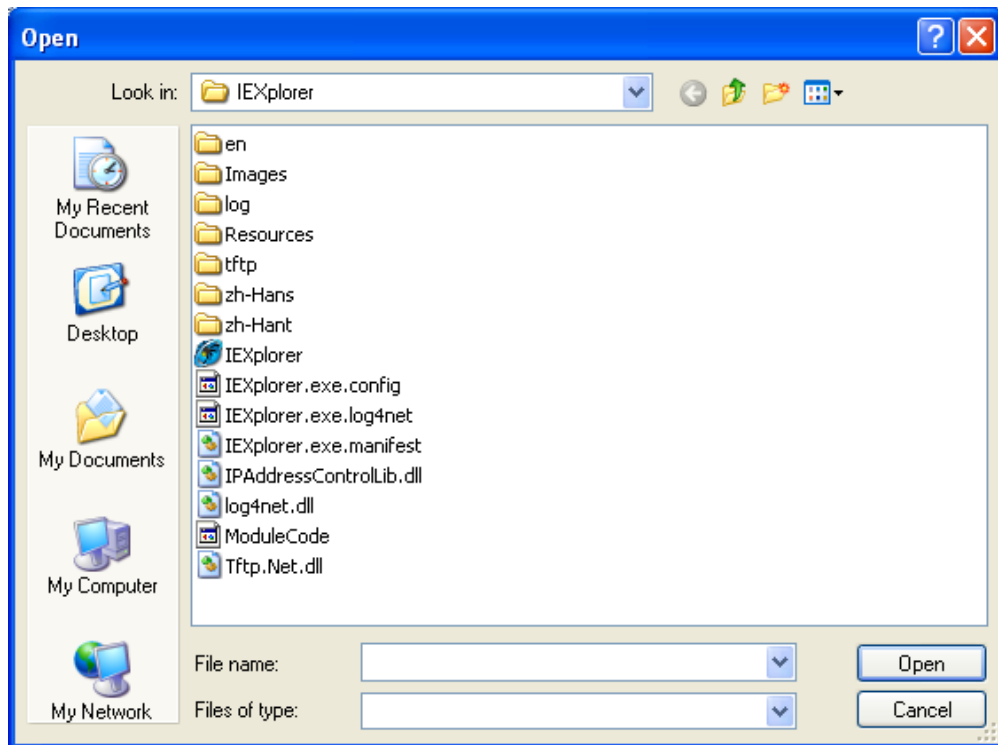 Open
Look in:
IEXplorer
My Recent
Documents
Desktop
My Documents
My Computer
My Network
en
Images
log
Resources
tftp
zh-Hans
zh-Hant
IEXplorer
IEXplorer.exe.config
IEXplorer.exe.log4net
IEXplorer.exe.manifest
IPAddressControlLib.dll
log4net.dll
ModuleCode
Tftp.Net.dll
File name:
Open
Files of type:
Cancel